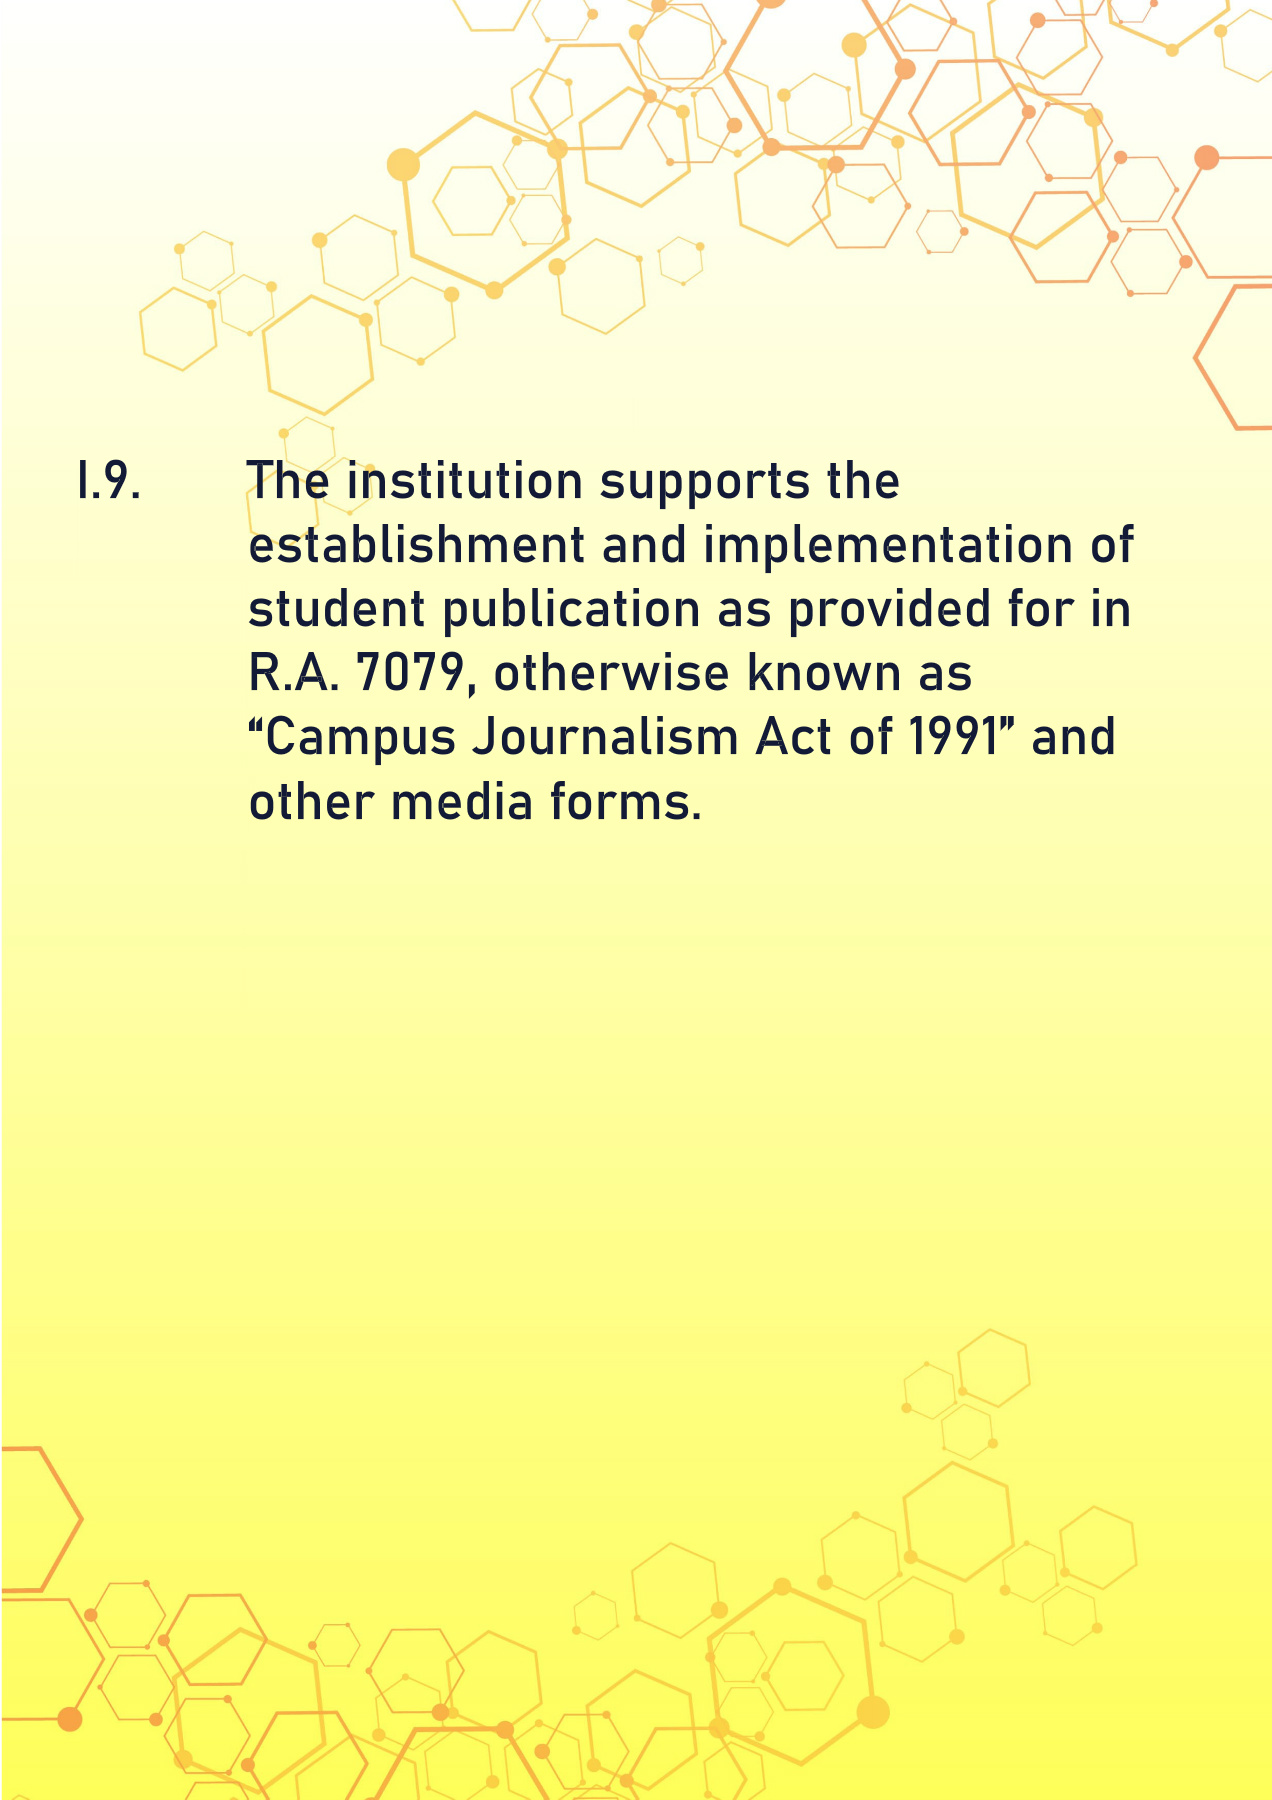 I.9. The institution supports the
establishment and implementation of
student publication as provided for in
R.A. 7079, otherwise known as
“Campus Journalism Act of 1991” and
other media forms.